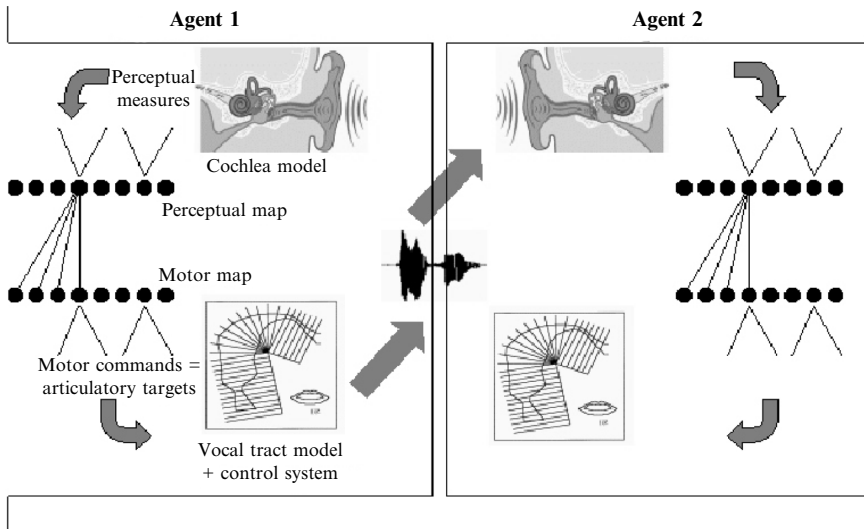 Agent 1
Agent 2
Perceptual
measures
Cochlea model
Perceptual map
Motor map
Motor commands =
articulatory targets
Vocal tract model
+ control system